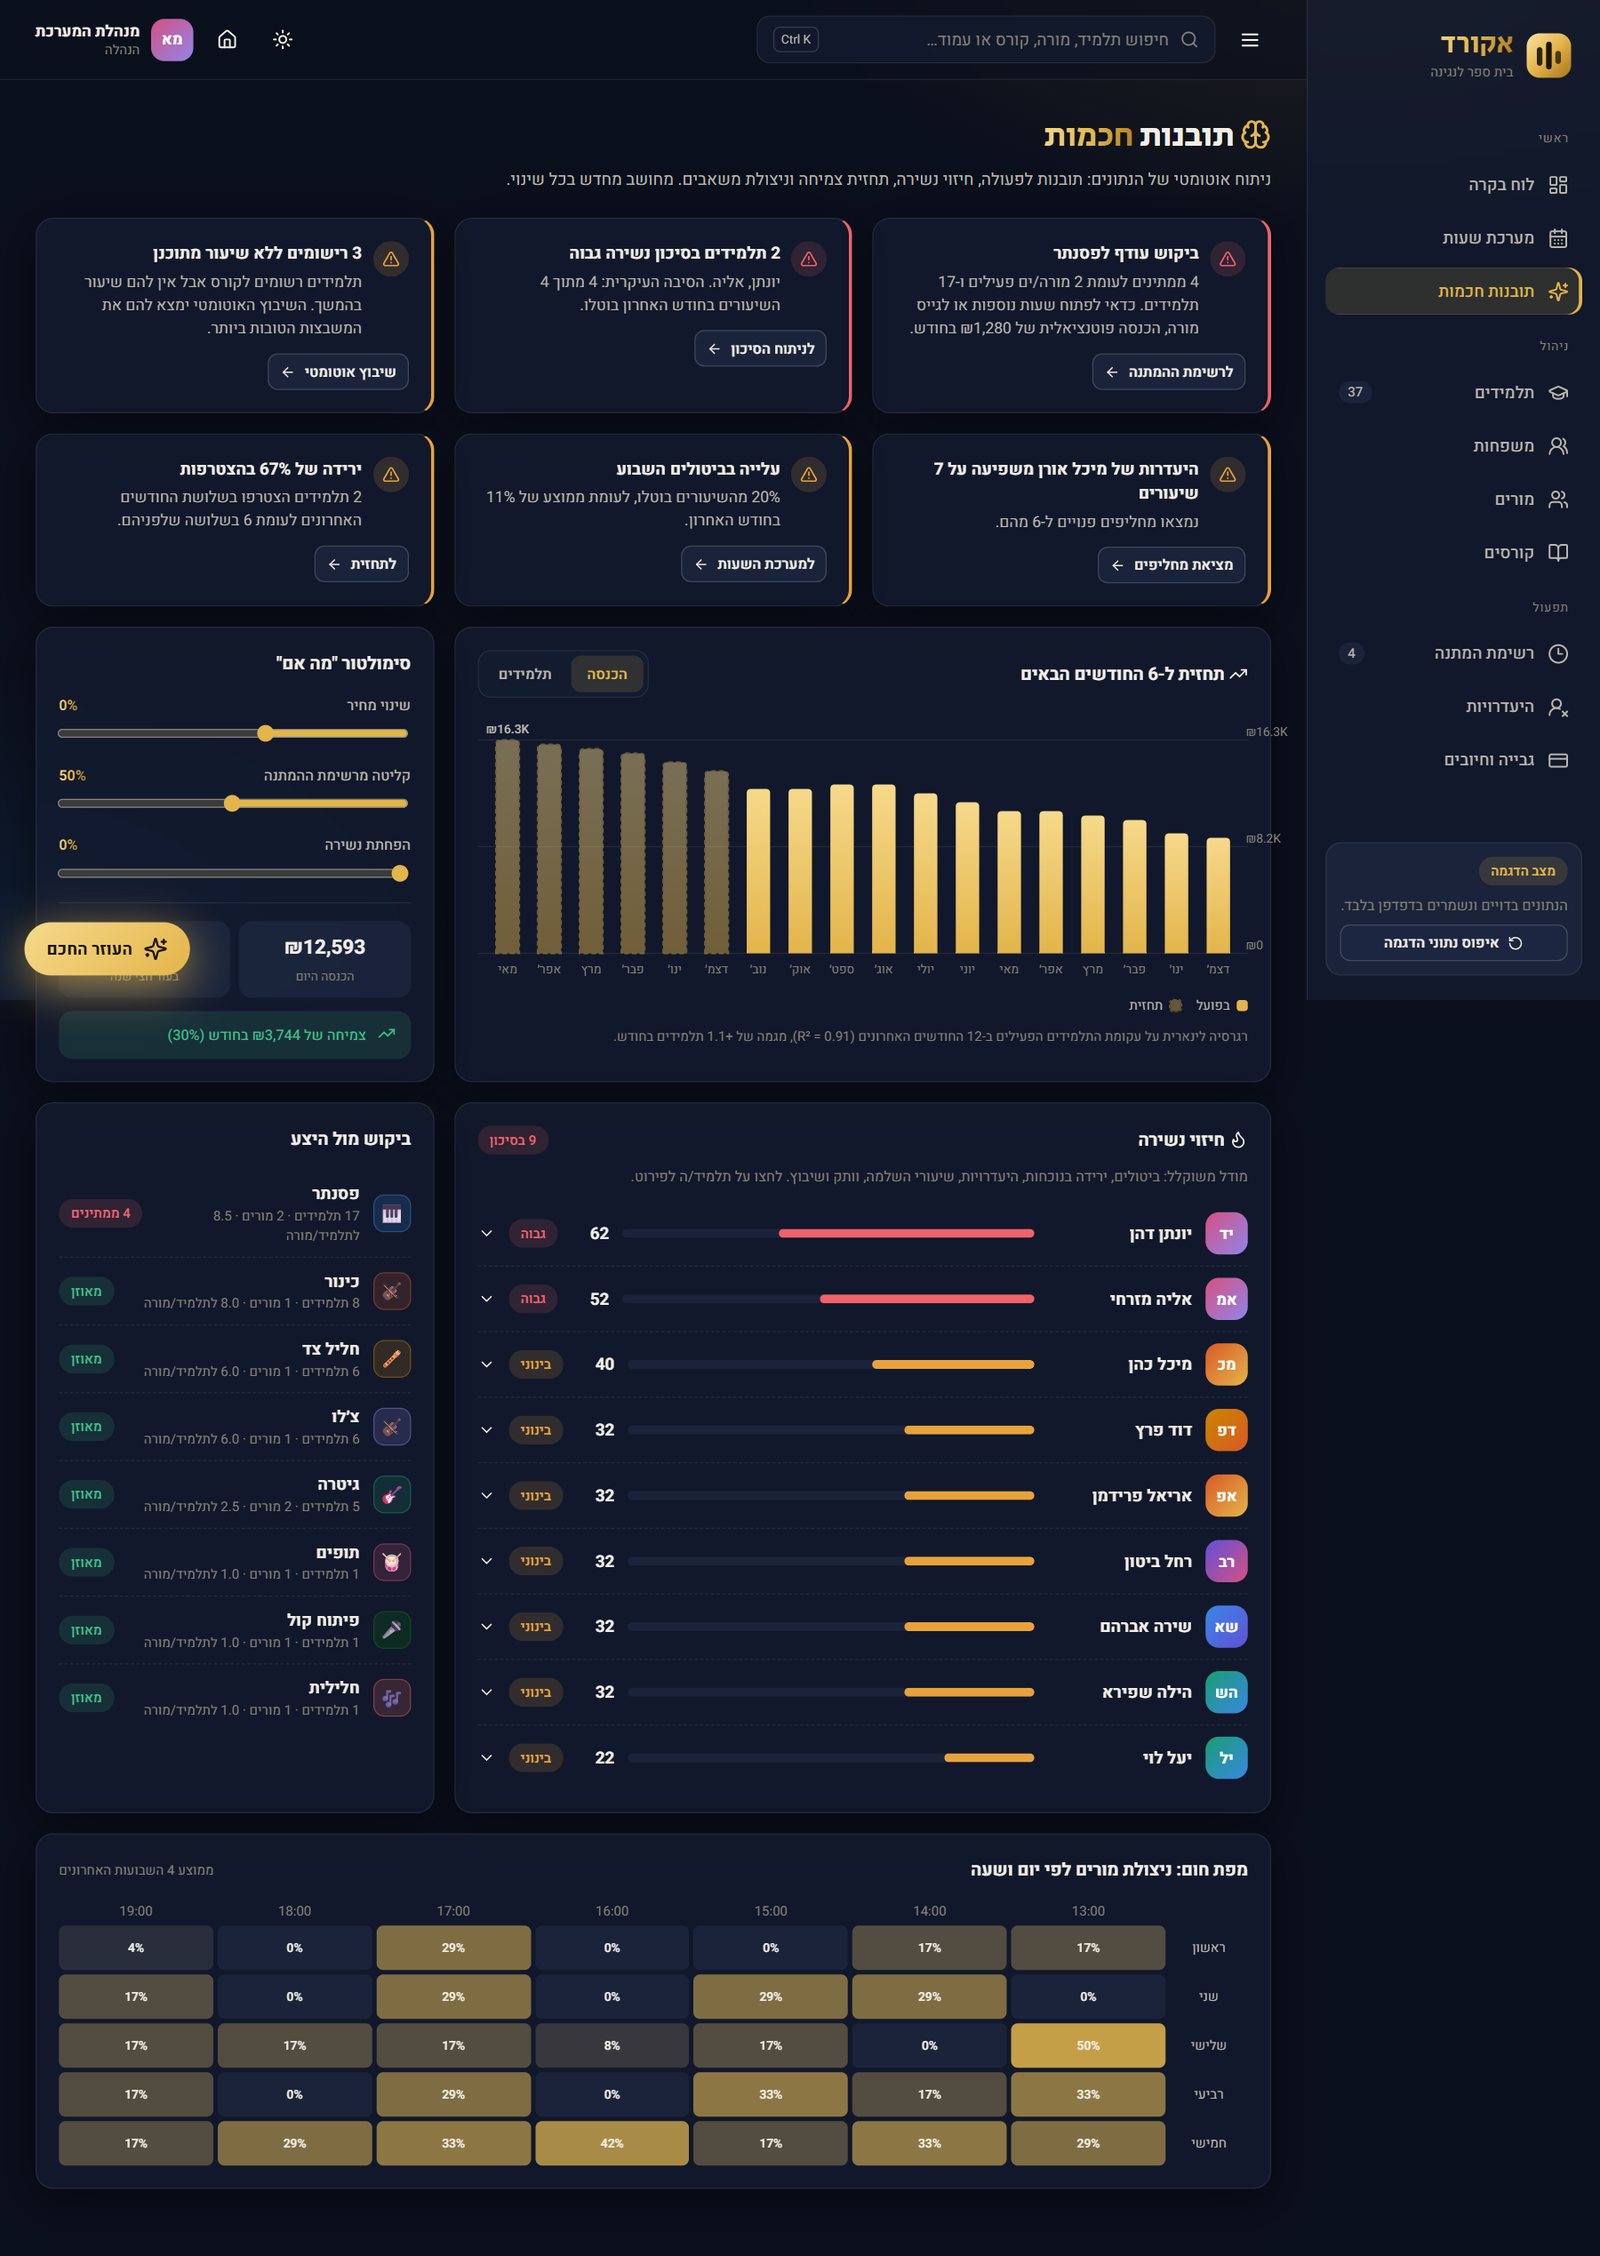 אקורד
בית ספר לנגינה
ראשי
לוח בקרה
מערכת שעות
תובנות חכמות
ניהול
תלמידים 37
משפחות
מורים
קורסים
תפעול
רשימת המתנה 4
היעדרויות
גבייה וחיובים
מצב הדגמה
הנתונים בדויים ונשמרים בדפדפן בלבד.
איפוס נתוני הדגמה
חיפוש תלמיד, מורה, קורס או עמוד...
Ctrl K
מא
מנהלת המערכת
הנהלה
תובנות חכמות
ניתוח אוטומטי של הנתונים: תובנות לפעולה, חיזוי נשירה, תחזית צמיחה וניצולת משאבים. מחושב מחדש בכל שינוי.
ביקוש עודף לפסנתר
4 ממתינים לעומת 2 מורה/ים פעילים ו-17
תלמידים. כדאי לפתוח שעות נוספות או לגייס
מורה, הכנסה פוטנציאלית של ₪1,280 בחודש.
לרשימת ההמתנה
2 תלמידים בסיכון נשירה גבוה
יונתן, אליה. הסיבה העיקרית: 4 מתוך 4
השיעורים בחודש האחרון בוטלו.
לניתוח הסיכון
3 רישומים ללא שיעור מתוכנן
תלמידים רשומים לקורס אבל אין להם שיעור
בהמשך. השיבוץ האוטומטי ימצא להם את
המשבצות הטובות ביותר.
שיבוץ אוטומטי
היעדרות של מיכל אורן משפיעה על 7
שיעורים
נמצאו מחליפים פנויים ל-6 מהם.
מציאת מחליפים
עלייה בביטולים השבוע
20% מהשיעורים בוטלו, לעומת ממוצע של 11%
בחודש האחרון.
למערכת השעות
ירידה של 67% בהצטרפות
2 תלמידים הצטרפו בשלושת החודשים
האחרונים לעומת 6 בשלושה שלפניהם.
לתחזית
תחזית ל-6 החודשים הבאים
הכנסה תלמידים
₪16.3K
₪8.2K
₪0
₪16.3K
דצמ׳ ינו׳ פבר׳ מרץ אפר׳ מאי יוני יולי אוג׳ ספט׳ אוק׳ נוב׳ דצמ׳ ינו׳ פבר׳ מרץ אפר׳ מאי
בפועל תחזית
רגרסיה לינארית על עקומת התלמידים הפעילים ב-12 החודשים האחרונים (R² = 0.91), מגמה של +1.1 תלמידים בחודש.
סימולטור "מה אם"
שינוי מחיר 0%
קליטה מרשימת ההמתנה 50%
הפחתת נשירה 0%
₪12,593
הכנסה היום
בעוד חצי שנה
העוזר החכם
צמיחה של ₪3,744 בחודש (30%)
חיזוי נשירה
9 בסיכון
מודל משוקלל: ביטולים, ירידה בנוכחות, היעדרויות, שיעורי השלמה, וותק ושיבוץ. לחצו על תלמיד/ה לפירוט.
יד יונתן דהן 62 גבוה
אמ אליה מזרחי 52 גבוה
מכ מיכל כהן 40 בינוני
דפ דוד פרץ 32 בינוני
אפ אריאל פרידמן 32 בינוני
רב רחל ביטון 32 בינוני
שא שירה אברהם 32 בינוני
הש הילה שפירא 32 בינוני
יל יעל לוי 22 בינוני
ביקוש מול היצע
פסנתר
17 תלמידים · 2 מורים · 8.5
לתלמיד/מורה
4 ממתינים
כינור
8 תלמידים · 1 מורים · 8.0 לתלמיד/מורה
מאוזן
חליל צד
6 תלמידים · 1 מורים · 6.0 לתלמיד/מורה
מאוזן
צ׳לו
6 תלמידים · 1 מורים · 6.0 לתלמיד/מורה
מאוזן
גיטרה
5 תלמידים · 2 מורים · 2.5 לתלמיד/מורה
מאוזן
תופים
1 תלמידים · 1 מורים · 1.0 לתלמיד/מורה
מאוזן
פיתוח קול
1 תלמידים · 1 מורים · 1.0 לתלמיד/מורה
מאוזן
חלילית
1 תלמידים · 1 מורים · 1.0 לתלמיד/מורה
מאוזן
מפת חום: ניצולת מורים לפי יום ושעה
ממוצע 4 השבועות האחרונים
13:00 14:00 15:00 16:00 17:00 18:00 19:00
ראשון 17% 17% 0% 0% 29% 0% 4%
שני 0% 29% 29% 0% 29% 0% 17%
שלישי 50% 0% 17% 8% 17% 17% 17%
רביעי 33% 17% 33% 0% 29% 0% 17%
חמישי 29% 33% 17% 42% 33% 29% 17%